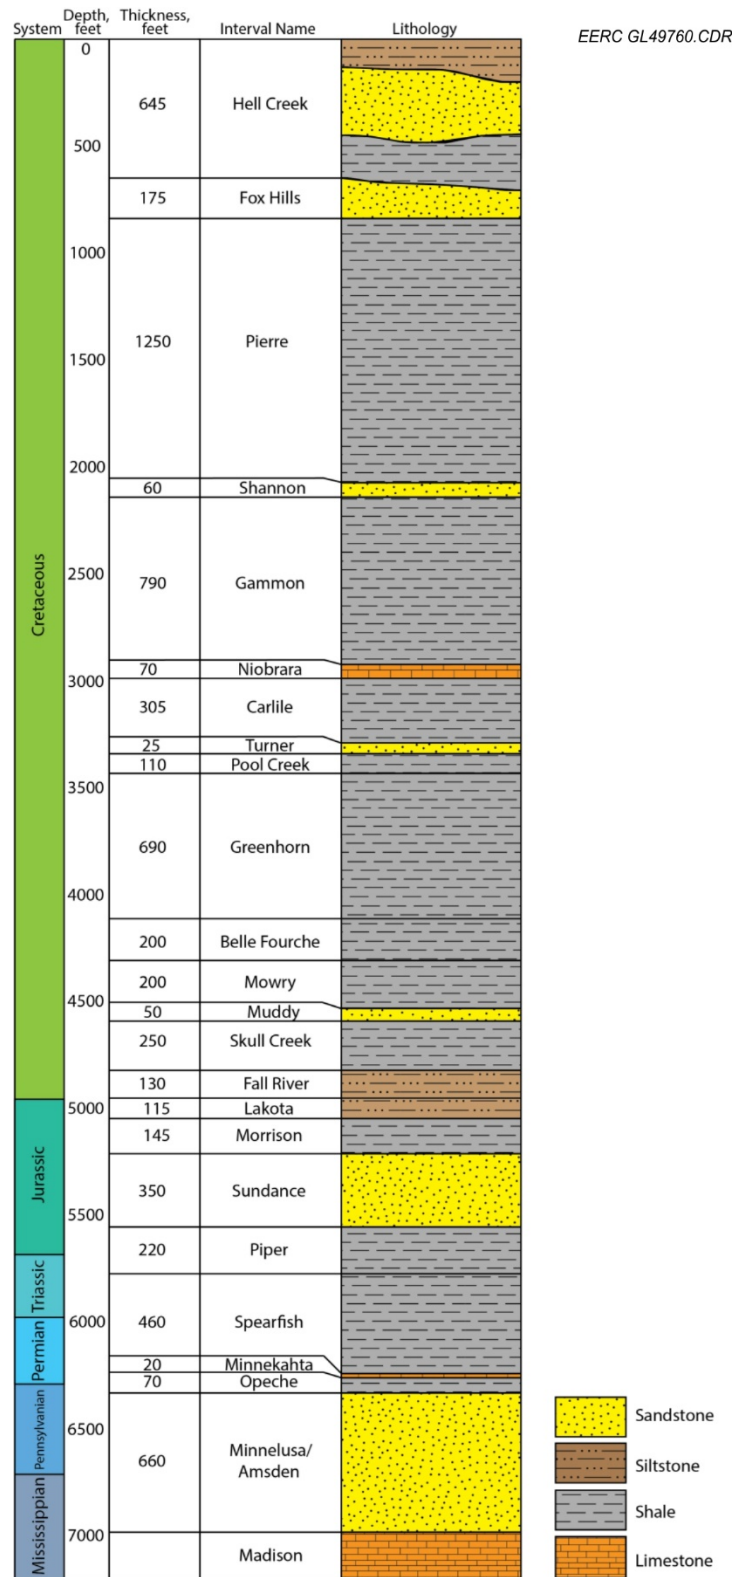 System
Depth,
feet
Thickness,
feet
Interval Name
Lithology
EERC GL49760.CDR
0
645
Hell Creek
500
175
Fox Hills
1000
1250
Pierre
1500
2000
60
Shannon
Cretaceous
2500
790
Gammon
70
Niobrara
3000
305
Carlile
25
Turner
110
Pool Creek
3500
690
Greenhorn
4000
200
Belle Fourche
200
Mowry
4500
50
Muddy
250
Skull Creek
130
Fall River
5000
115
Lakota
145
Morrison
Jurassic
350
Sundance
5500
220
Piper
Triassic
6000
460
Spearfish
Permian
20
Minnekahta
70
Opeche
Pennsylvanian
6500
660
Minnelusa/
Amsden
Mississippian
7000
Madison
Sandstone
Siltstone
Shale
Limestone